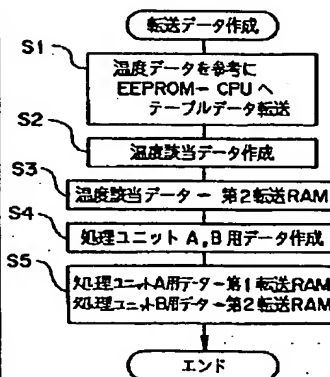 転送データ作成
S1
温度データを参考に
EEPROM－CPUへ
テーブルデータ転送
S2
温度該当データ作成
S3
温度該当データ－第2転送RAM
S4
処理ユニットA,B用データ作成
S5
処理ユニットA用データ－第1転送RAM
処理ユニットB用データ－第2転送RAM
エンド